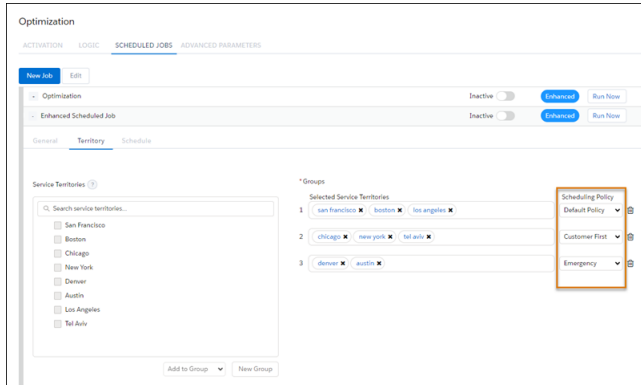 Optimization
ACTIVATION LOGIC SCHEDULED JOBS ADVANCED PARAMETERS
New Job Edit
Optimization Inactive Enhanced Run Now
Enhanced Scheduled Job Inactive Enhanced Run Now
General Territory Schedule
Service Territories ?
Search service territories...
San Francisco
Boston
Chicago
New York
Denver
Austin
Los Angeles
Tel Aviv
Add to Group New Group
* Groups
Selected Service Territories Scheduling Policy
1 san francisco x boston x los angeles x Default Policy
2 chicago x new york x tel aviv x Customer First
3 denver x austin x Emergency